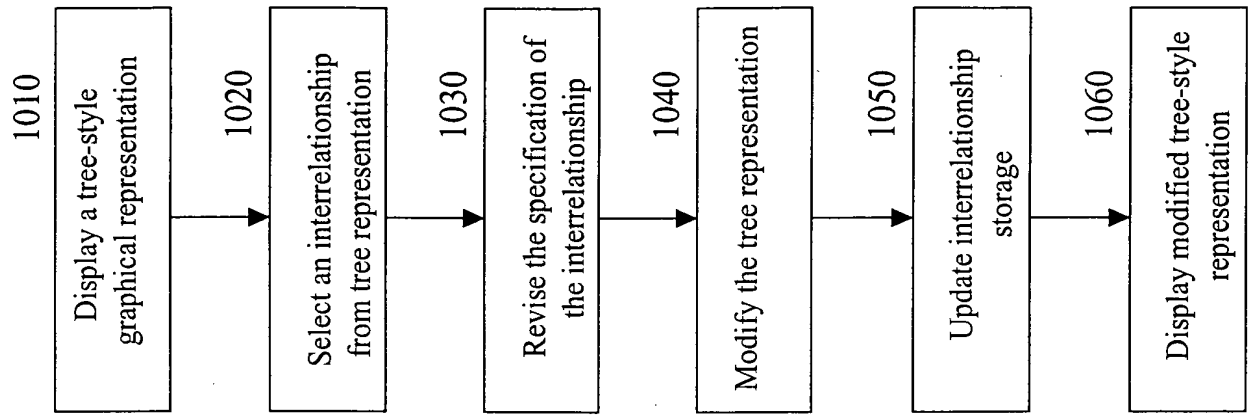 1010
Display a tree-style
graphical representation
1020
Select an interrelationship
from tree representation
1030
Revise the specification of
the interrelationship
1040
Modify the tree representation
1050
Update interrelationship
storage
1060
Display modified tree-style
representation